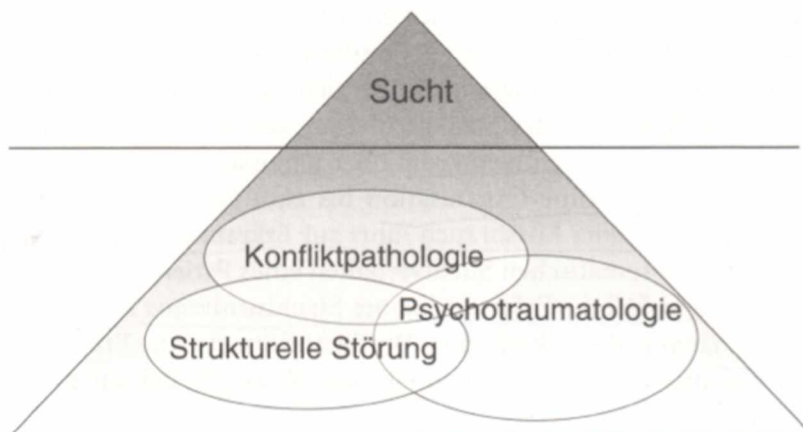 Sucht
Konfliktpathologie
Psychotraumatologie
Strukturelle Störung